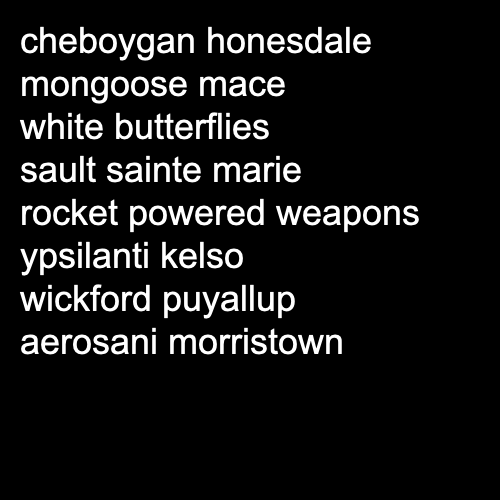 cheboygan honesdale
mongoose mace
white butterflies
sault sainte marie
rocket powered weapons
ypsilanti kelso
wickford puyallup
aerosani morristown